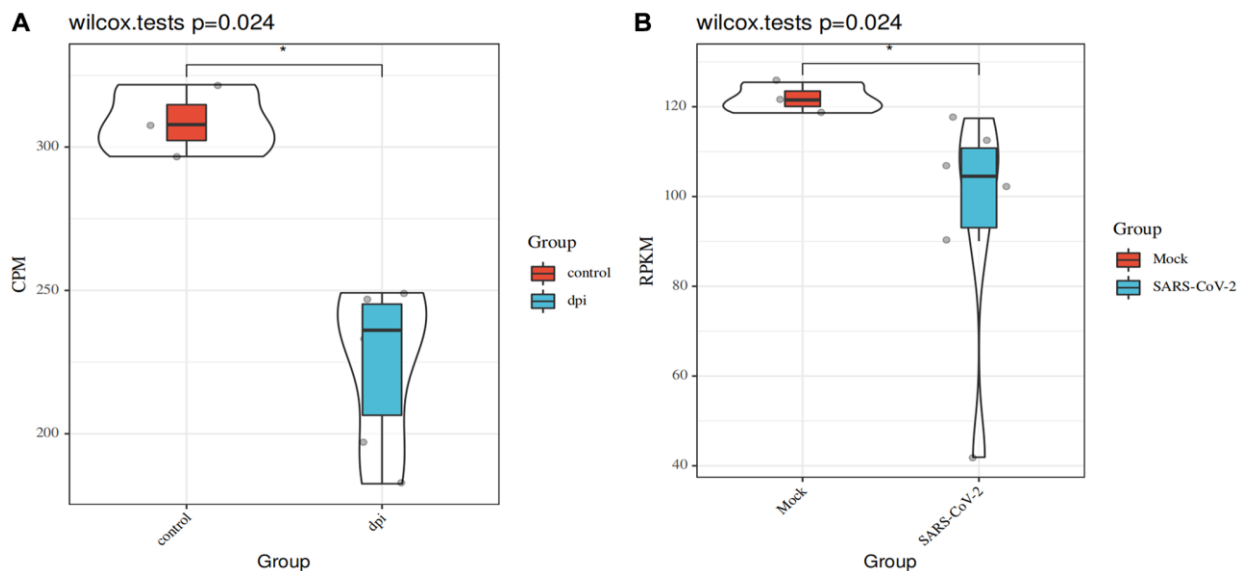 A
wilcox.tests p=0.024
*
300
250
200
CPM
control
dpi
Group
Group
control
dpi
B
wilcox.tests p=0.024
*
120
100
80
60
40
RPKM
Mock
SARS-CoV-2
Group
Group
Mock
SARS-CoV-2